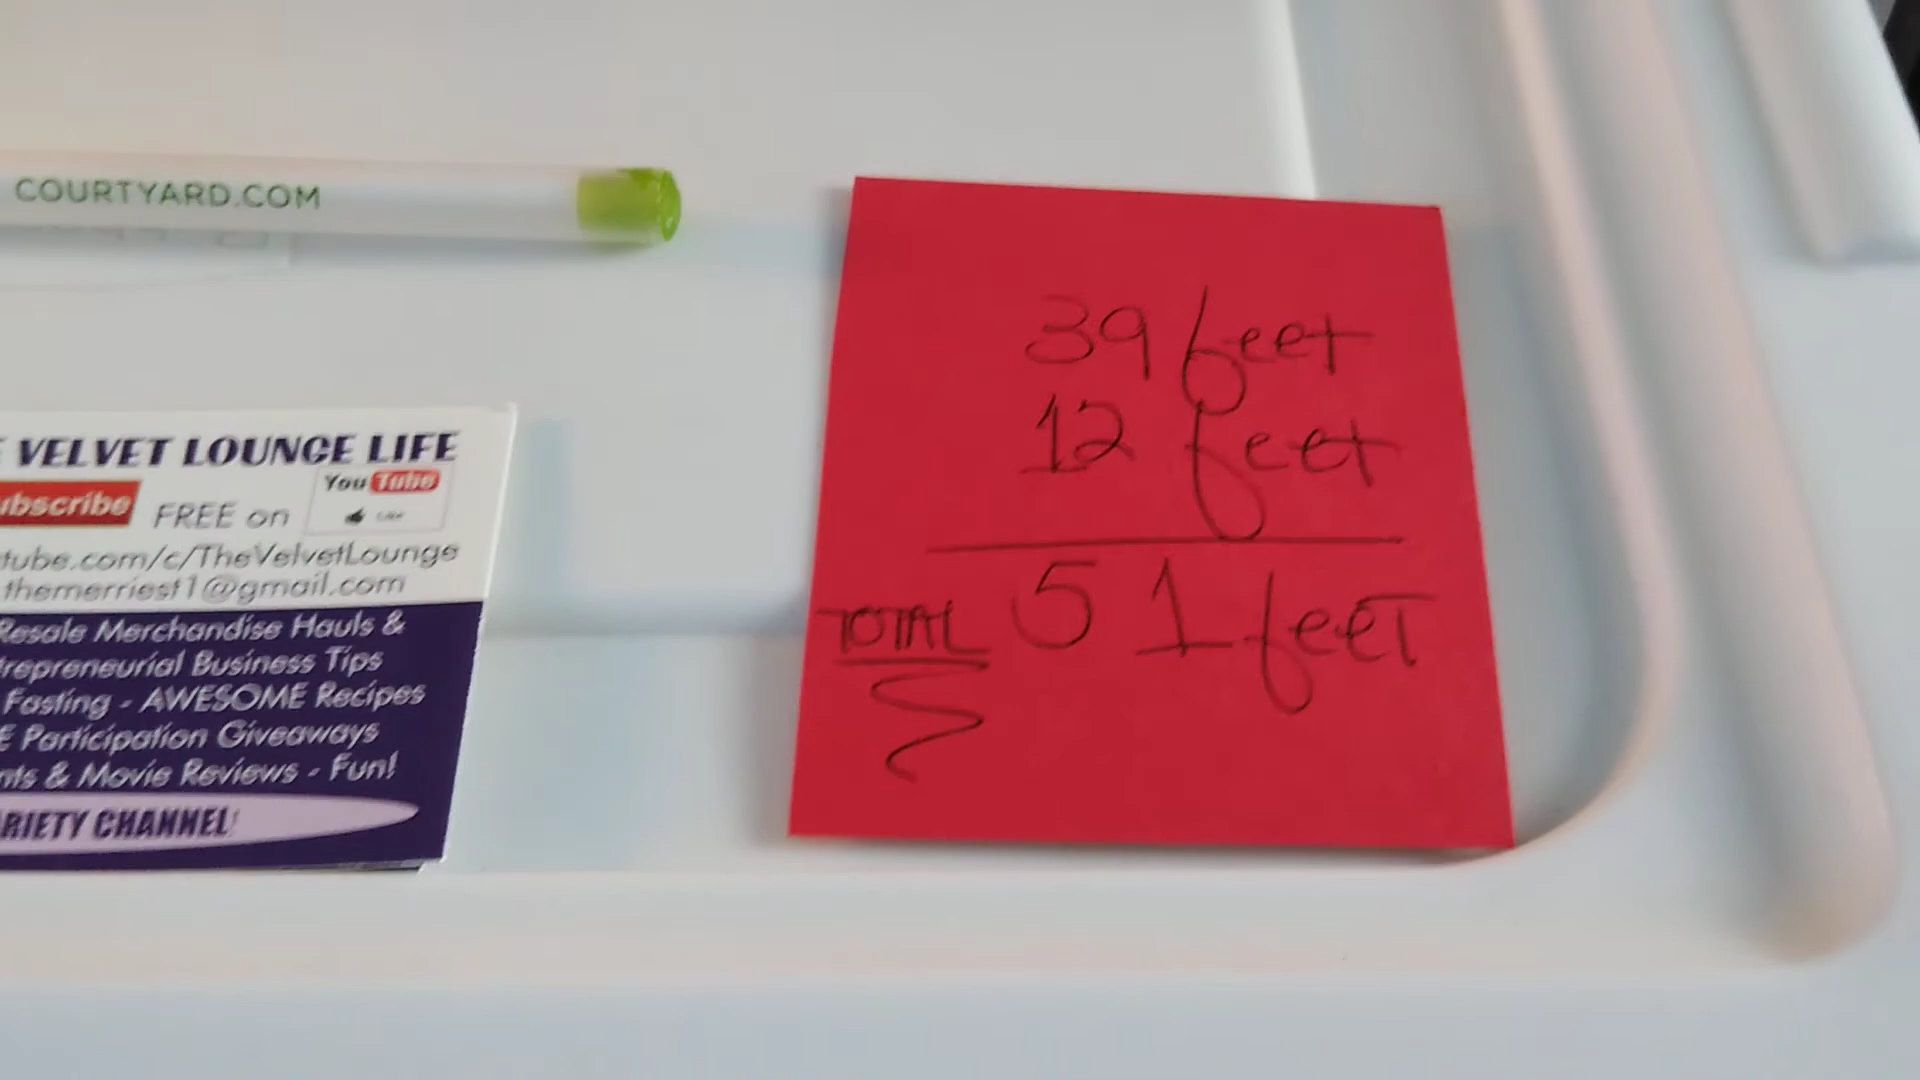 COURTYARD.COM
VELVET LOUNGE LIFE
ubscribe FREE on You Tube
tube.com/c/TheVelvetLounge
themerriest1@gmail.com
Resale Merchandise Hauls &
trepreneurial Business Tips
Fasting - AWESOME Recipes
E Participation Giveaways
nts & Movie Reviews - Fun!
RIETY CHANNEL!
39 feet
12 feet
TOTAL 51 feet